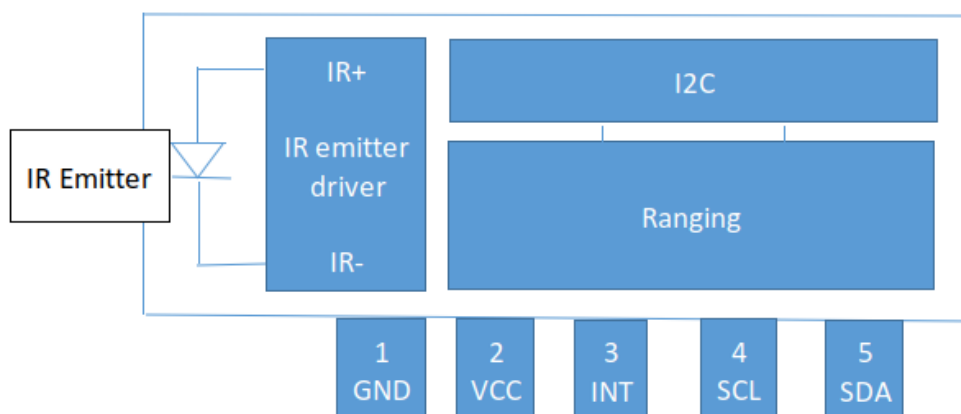 IR Emitter
IR+
IR emitter
driver
IR-
I2C
Ranging
1
GND
2
VCC
3
INT
4
SCL
5
SDA